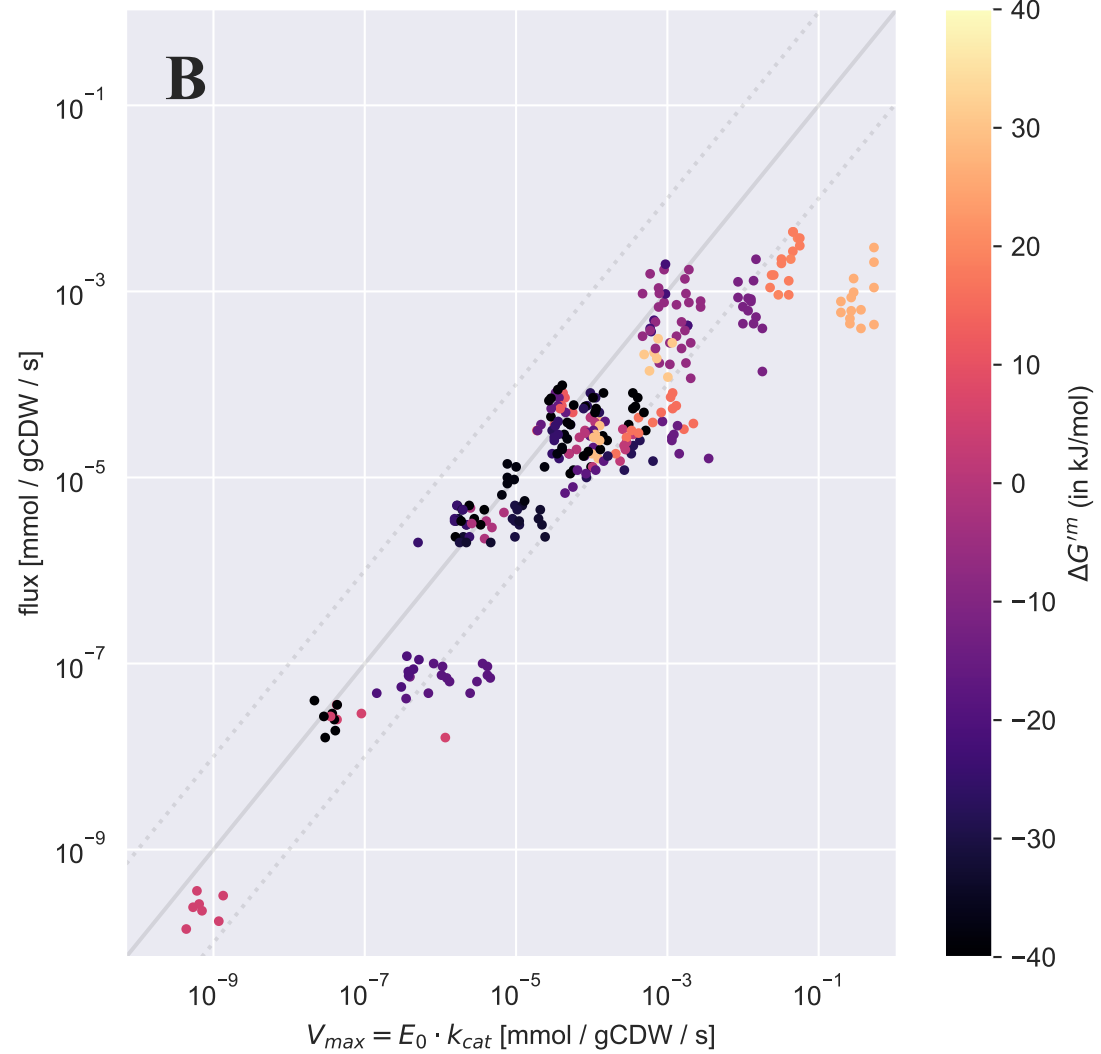 B
10⁻¹
10⁻³
10⁻⁵
10⁻⁷
10⁻⁹
flux [mmol / gCDW / s]
10⁻⁹ 10⁻⁷ 10⁻⁵ 10⁻³ 10⁻¹
V_max = E_0 · k_cat [mmol / gCDW / s]
40
30
20
10
0
−10
−20
−30
−40
ΔG′ᵐ (in kJ/mol)